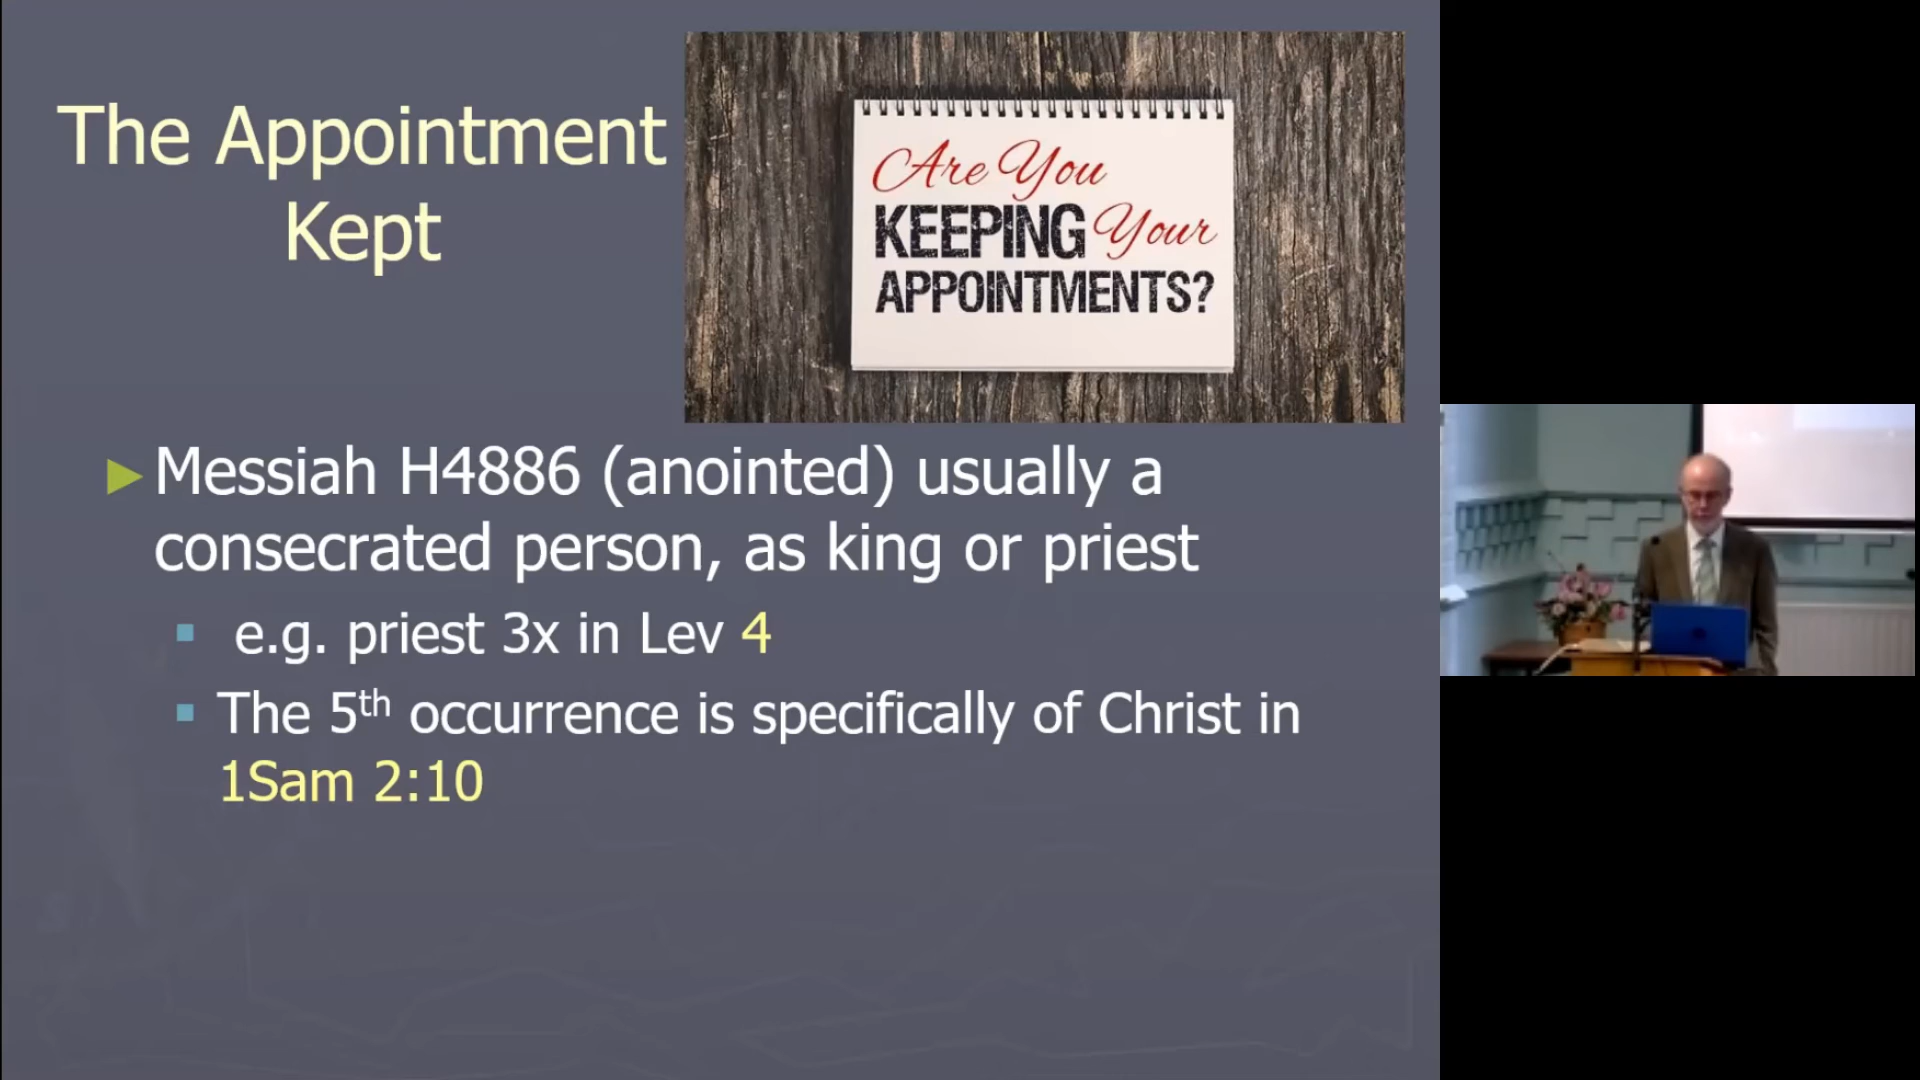 The Appointment
Kept
Are You
KEEPING Your
APPOINTMENTS?
Messiah H4886 (anointed) usually a
consecrated person, as king or priest
e.g. priest 3x in Lev 4
The 5th occurrence is specifically of Christ in
1Sam 2:10